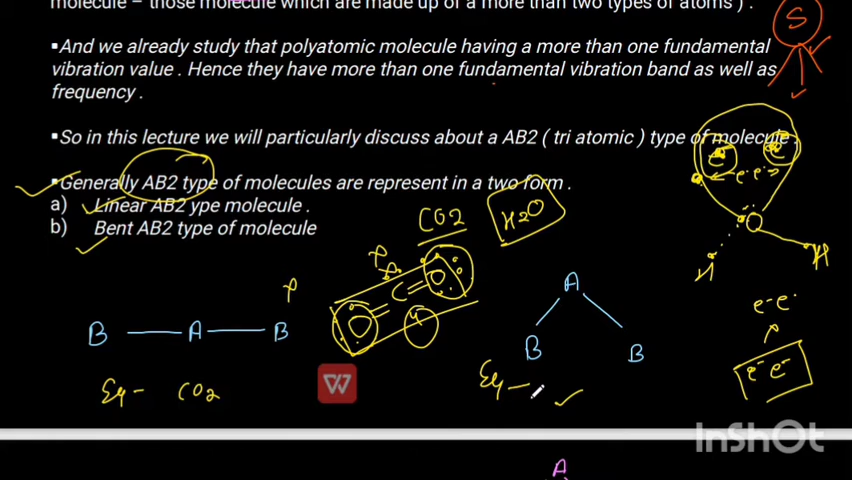 molecule – those molecule which are made up of a more than two types of atoms ) .
▪And we already study that polyatomic molecule having a more than one fundamental
vibration value . Hence they have more than one fundamental vibration band as well as
frequency .
▪So in this lecture we will particularly discuss about a AB2 ( tri atomic ) type of molecule .
▪Generally AB2 type of molecules are represent in a two form .
a) Linear AB2 ype molecule .
b) Bent AB2 type of molecule
S
CO2
H2O
O=C=O
e- e-
e- e-
O
H H
e- e-
e- e-
B — A — B
Eg - CO2
A
B B
Eg —
W
InShOt
A